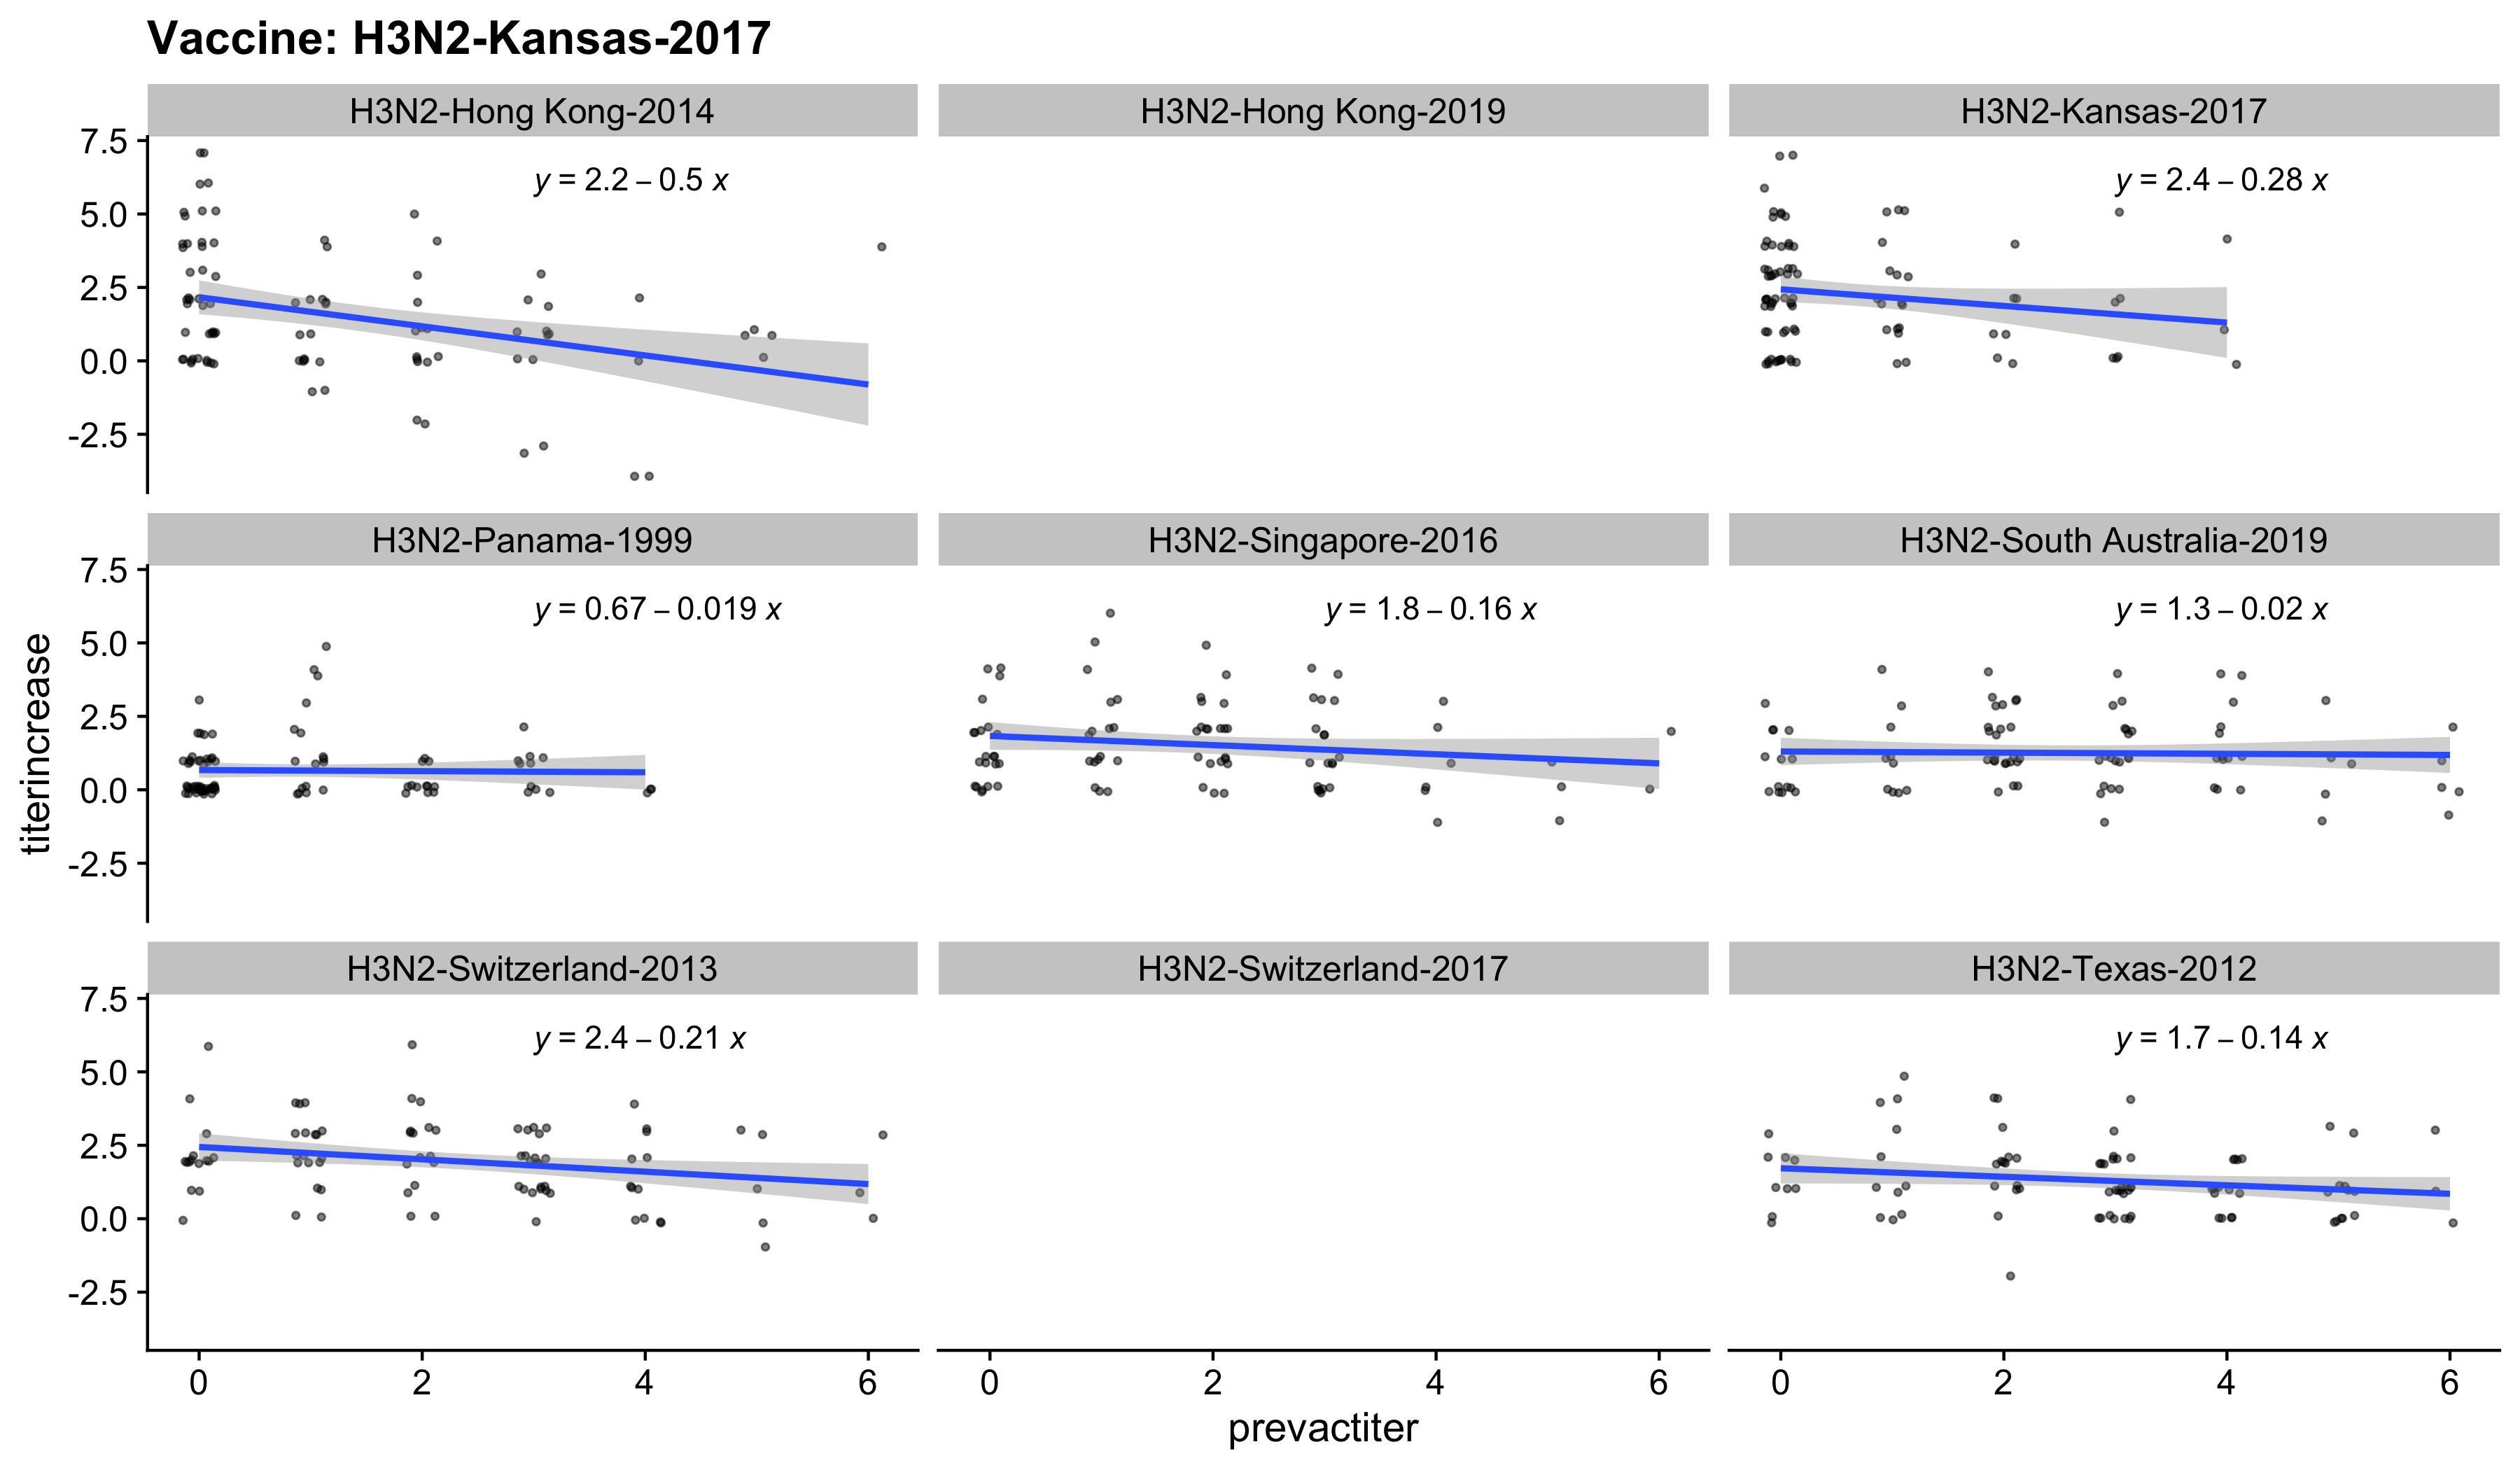 Vaccine: H3N2-Kansas-2017
H3N2-Hong Kong-2014
H3N2-Hong Kong-2019
H3N2-Kansas-2017
7.5
5.0
2.5
0.0
-2.5
y = 2.2 – 0.5 x
y = 2.4 – 0.28 x
H3N2-Panama-1999
H3N2-Singapore-2016
H3N2-South Australia-2019
7.5
5.0
2.5
0.0
-2.5
y = 0.67 – 0.019 x
y = 1.8 – 0.16 x
y = 1.3 – 0.02 x
titerincrease
H3N2-Switzerland-2013
H3N2-Switzerland-2017
H3N2-Texas-2012
7.5
5.0
2.5
0.0
-2.5
y = 2.4 – 0.21 x
y = 1.7 – 0.14 x
0 2 4 6
0 2 4 6
0 2 4 6
prevactiter